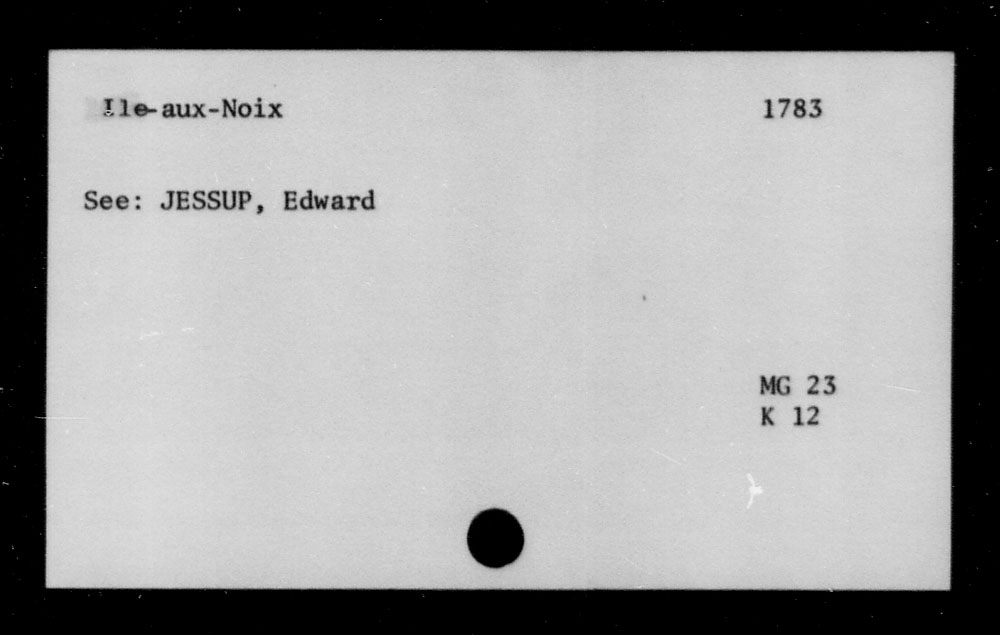 Ile-aux-Noix 1783
See: JESSUP, Edward
MG 23
K 12